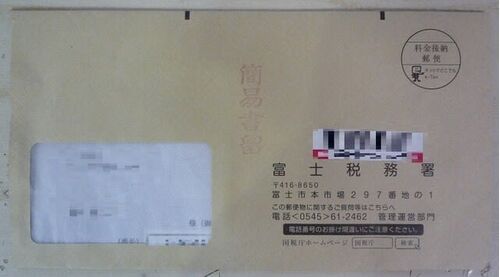 料金後納
郵便
e-Tax
簡易書留
富士税務署
〒416-8650
富士市本市場297番地の1
この郵便物に関するご質問等はこちらへ
電話<0545>61-2462 管理運営部門
電話番号のお掛け間違いにご注意ください。
国税庁ホームページ 国税庁 検索
様